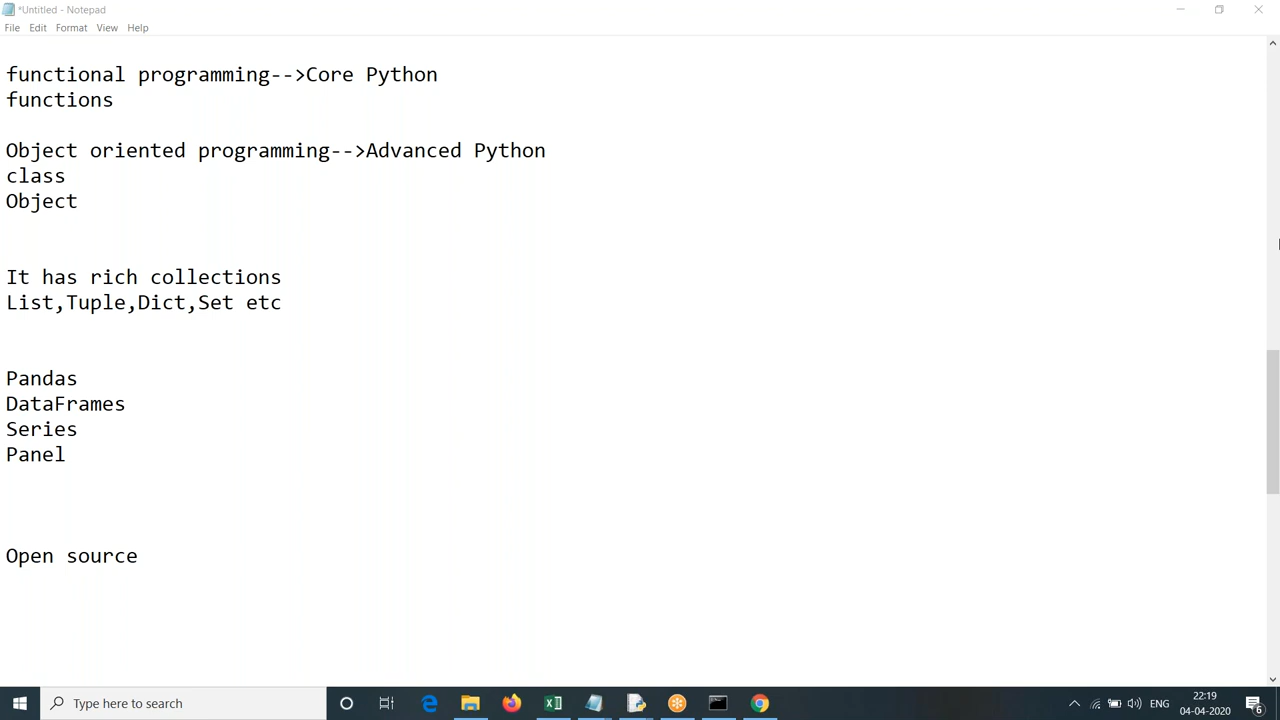 *Untitled - Notepad
File Edit Format View Help
functional programming-->Core Python
functions
Object oriented programming-->Advanced Python
class
Object
It has rich collections
List,Tuple,Dict,Set etc
Pandas
DataFrames
Series
Panel
Open source
Type here to search
ENG
22:19
04-04-2020
6